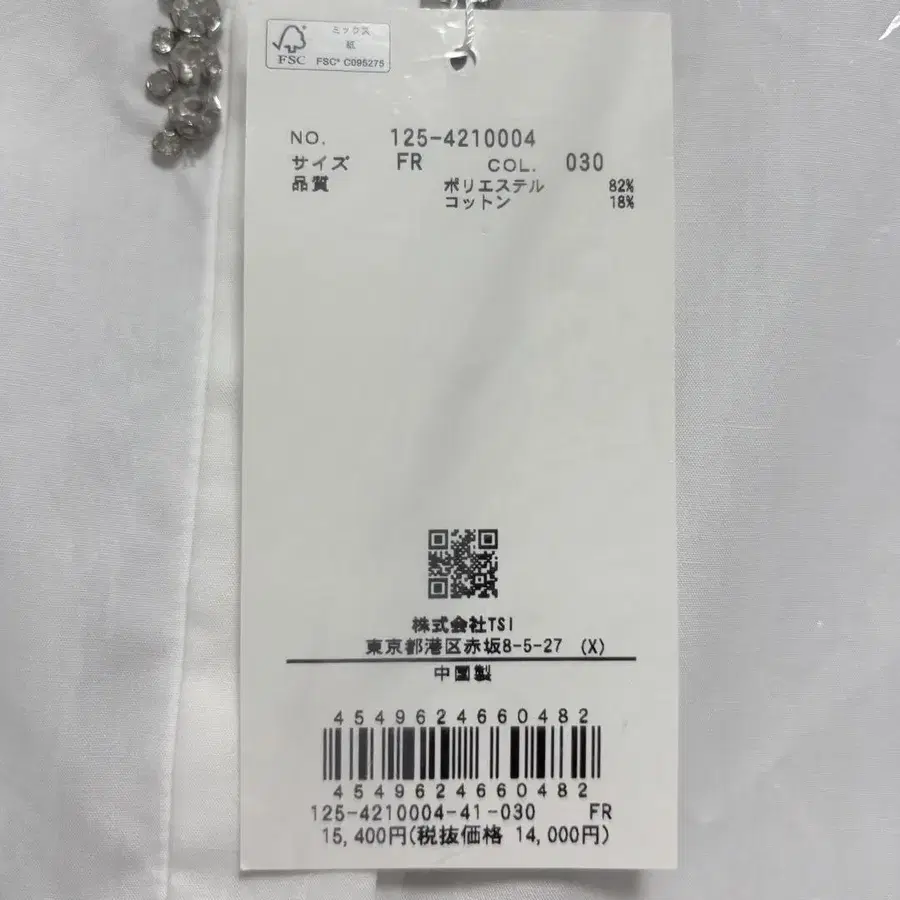 ミックス
紙
FSC
FSC® C095275
NO. 125-4210004
サイズ FR COL. 030
品質 ポリエステル 82%
コットン 18%
株式会社TSI
東京都港区赤坂8-5-27 (X)
中国製
4549624660482
4549624660482
125-4210004-41-030 FR
15,400円(税抜価格 14,000円)